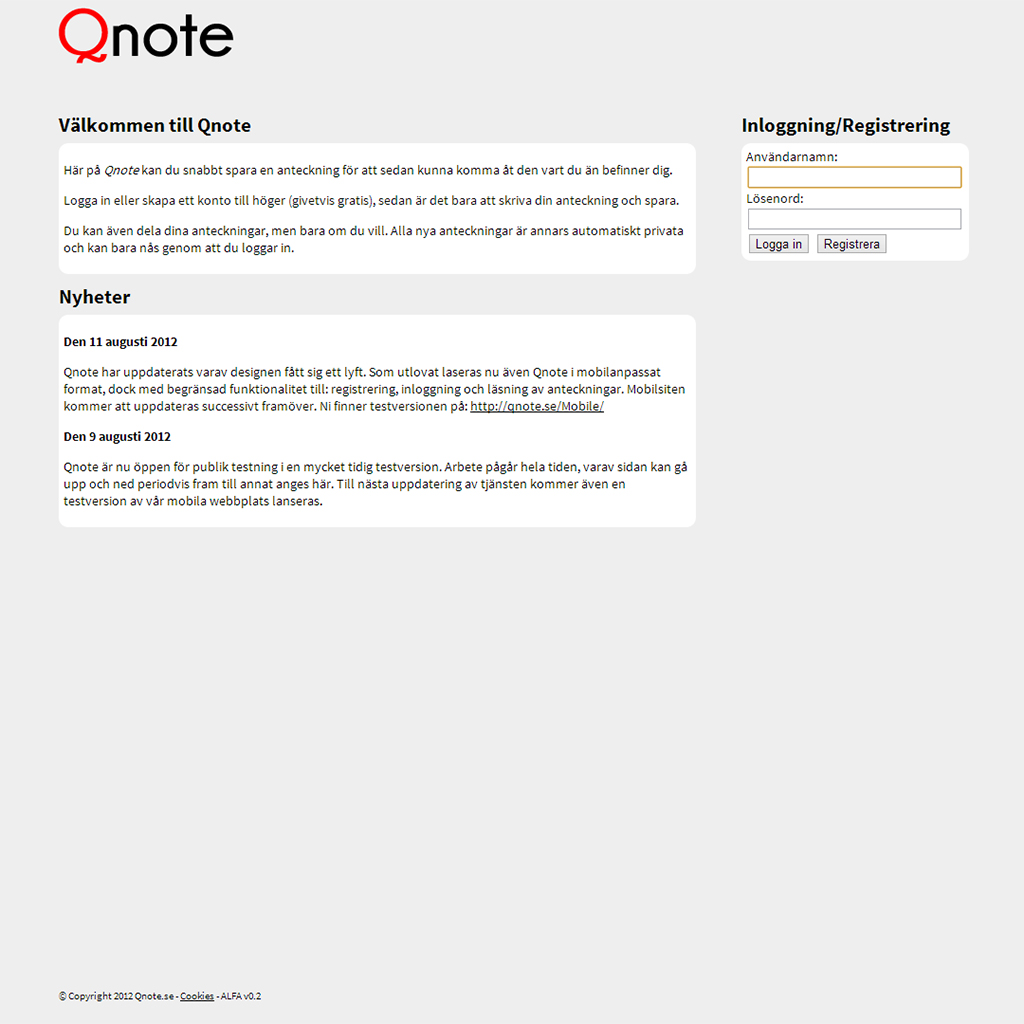 Qnote
Välkommen till Qnote
Här på Qnote kan du snabbt spara en anteckning för att sedan kunna komma åt den vart du än befinner dig.
Logga in eller skapa ett konto till höger (givetvis gratis), sedan är det bara att skriva din anteckning och spara.
Du kan även dela dina anteckningar, men bara om du vill. Alla nya anteckningar är annars automatiskt privata
och kan bara nås genom att du loggar in.
Inloggning/Registrering
Användarnamn:
Lösenord:
Logga in Registrera
Nyheter
Den 11 augusti 2012
Qnote har uppdaterats varav designen fått sig ett lyft. Som utlovat laseras nu även Qnote i mobilanpassat
format, dock med begränsad funktionalitet till: registrering, inloggning och läsning av anteckningar. Mobilsiten
kommer att uppdateras successivt framöver. Ni finner testversionen på: http://qnote.se/Mobile/
Den 9 augusti 2012
Qnote är nu öppen för publik testning i en mycket tidig testversion. Arbete pågår hela tiden, varav sidan kan gå
upp och ned periodvis fram till annat anges här. Till nästa uppdatering av tjänsten kommer även en
testversion av vår mobila webbplats lanseras.
© Copyright 2012 Qnote.se - Cookies - ALFA v0.2